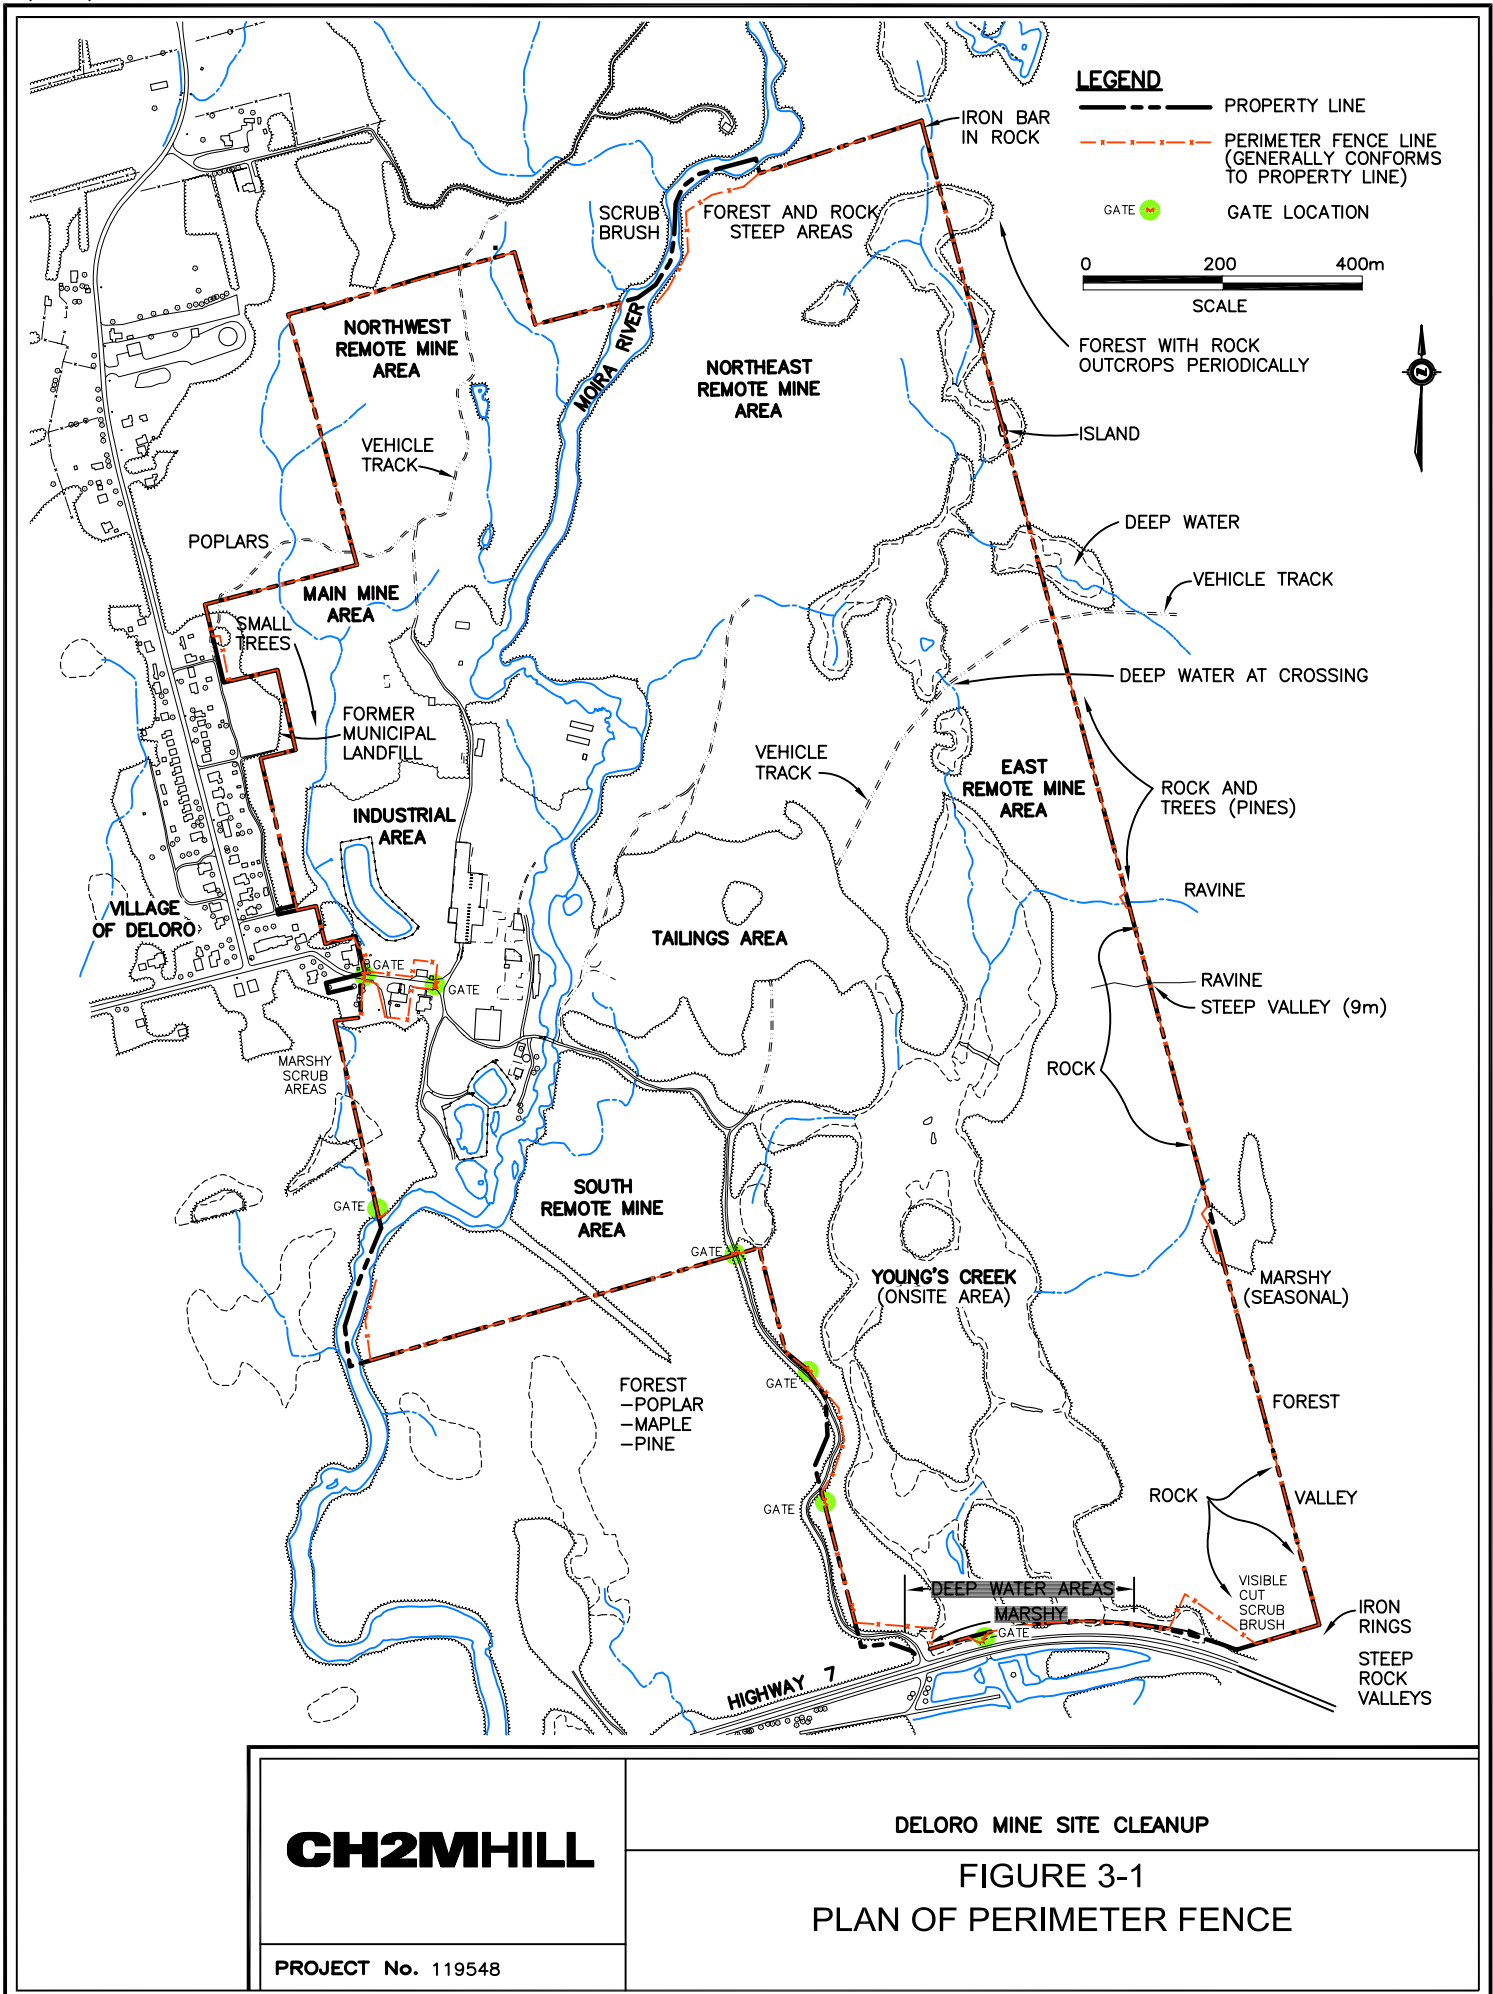 LEGEND
PROPERTY LINE
PERIMETER FENCE LINE
(GENERALLY CONFORMS
TO PROPERTY LINE)
GATE
GATE LOCATION
0 200 400m
SCALE
IRON BAR
IN ROCK
SCRUB
BRUSH
FOREST AND ROCK
STEEP AREAS
NORTHWEST
REMOTE MINE
AREA
MOIRA RIVER
NORTHEAST
REMOTE MINE
AREA
FOREST WITH ROCK
OUTCROPS PERIODICALLY
VEHICLE
TRACK
ISLAND
POPLARS
DEEP WATER
VEHICLE TRACK
MAIN MINE
AREA
SMALL
TREES
DEEP WATER AT CROSSING
FORMER
MUNICIPAL
LANDFILL
VEHICLE
TRACK
EAST
REMOTE MINE
AREA
ROCK AND
TREES (PINES)
INDUSTRIAL
AREA
RAVINE
VILLAGE
OF DELORO
TAILINGS AREA
GATE
GATE
RAVINE
STEEP VALLEY (9m)
MARSHY
SCRUB
AREAS
ROCK
SOUTH
REMOTE MINE
AREA
GATE
GATE
YOUNG'S CREEK
(ONSITE AREA)
MARSHY
(SEASONAL)
FOREST
-POPLAR
-MAPLE
-PINE
GATE
FOREST
GATE
ROCK
VALLEY
DEEP WATER AREAS
MARSHY
GATE
VISIBLE
CUT
SCRUB
BRUSH
IRON
RINGS
STEEP
ROCK
VALLEYS
HIGHWAY 7
CH2MHILL
PROJECT No. 119548
DELORO MINE SITE CLEANUP
FIGURE 3-1
PLAN OF PERIMETER FENCE